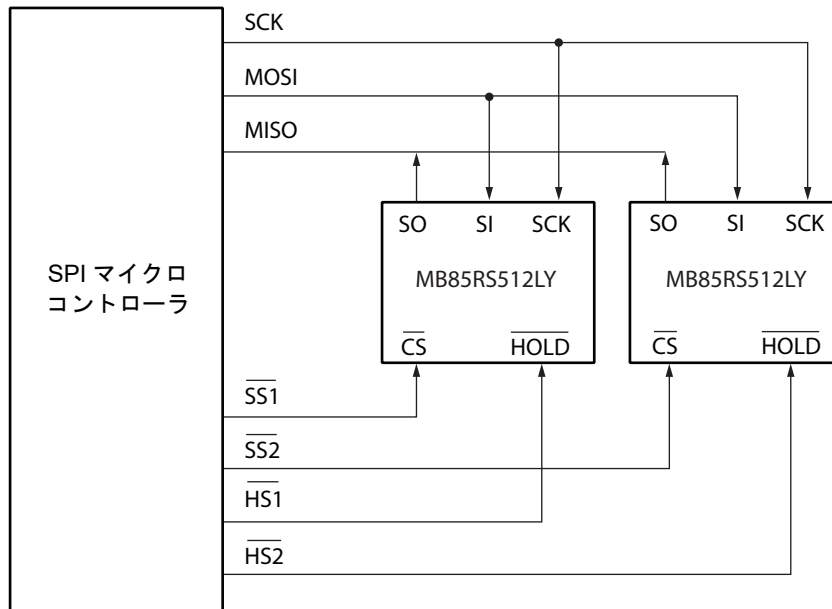 SCK
MOSI
MISO
SO SI SCK
MB85RS512LY
CS HOLD
SO SI SCK
MB85RS512LY
CS HOLD
SPI マイクロ
コントローラ
SS1
SS2
HS1
HS2